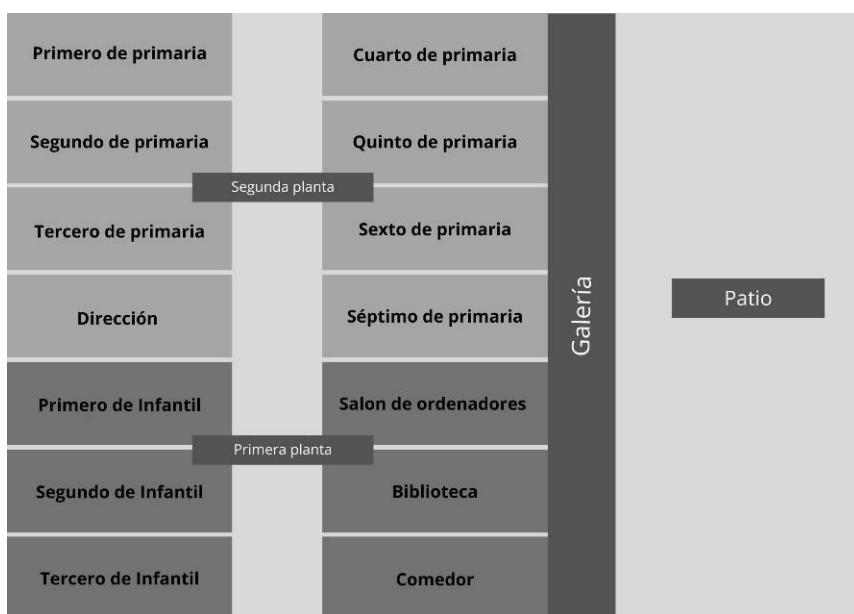 Primero de primaria
Cuarto de primaria
Segundo de primaria
Quinto de primaria
Segunda planta
Tercero de primaria
Sexto de primaria
Dirección
Séptimo de primaria
Galería
Patio
Primero de Infantil
Salon de ordenadores
Primera planta
Segundo de Infantil
Biblioteca
Tercero de Infantil
Comedor